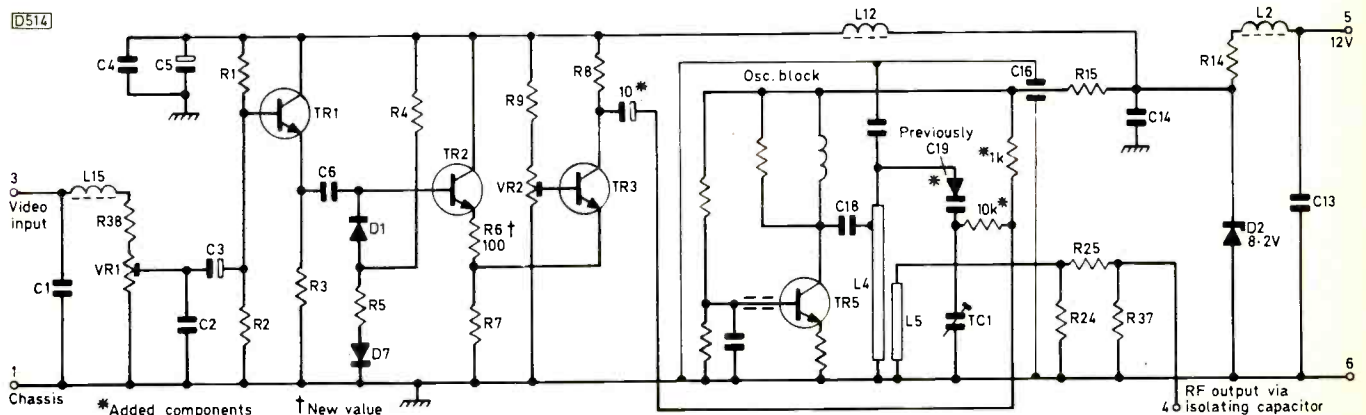 D514
L12
L2
5
12V
C4
C5
R1
TR1
R4
R9
R8
10 *
Osc. block
C16
R15
R14
C14
Previously
C19
*
*1k
3
Video
input
L15
R38
VR1
C3
C6
TR2
VR2
TR3
C18
10k*
D2
8·2V
C13
D1
R6 †
100
C1
C2
R2
R3
R5
D7
R7
TR5
L4
L5
TC1
R25
R24
R37
1
Chassis
6
*Added components
† New value
4
RF output via
isolating capacitor